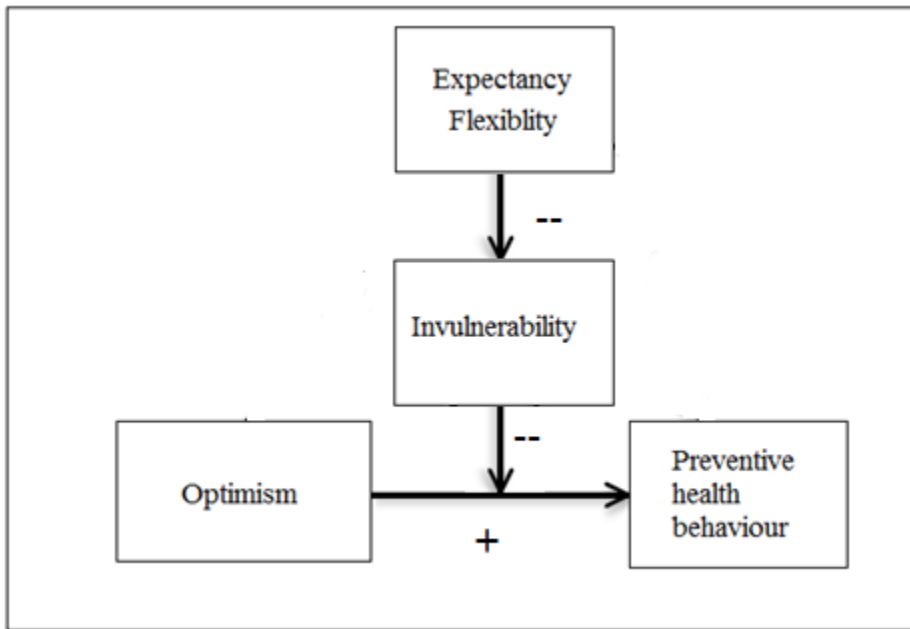 Expectancy
Flexiblity
--
Invulnerability
--
Optimism
+
Preventive
health
behaviour